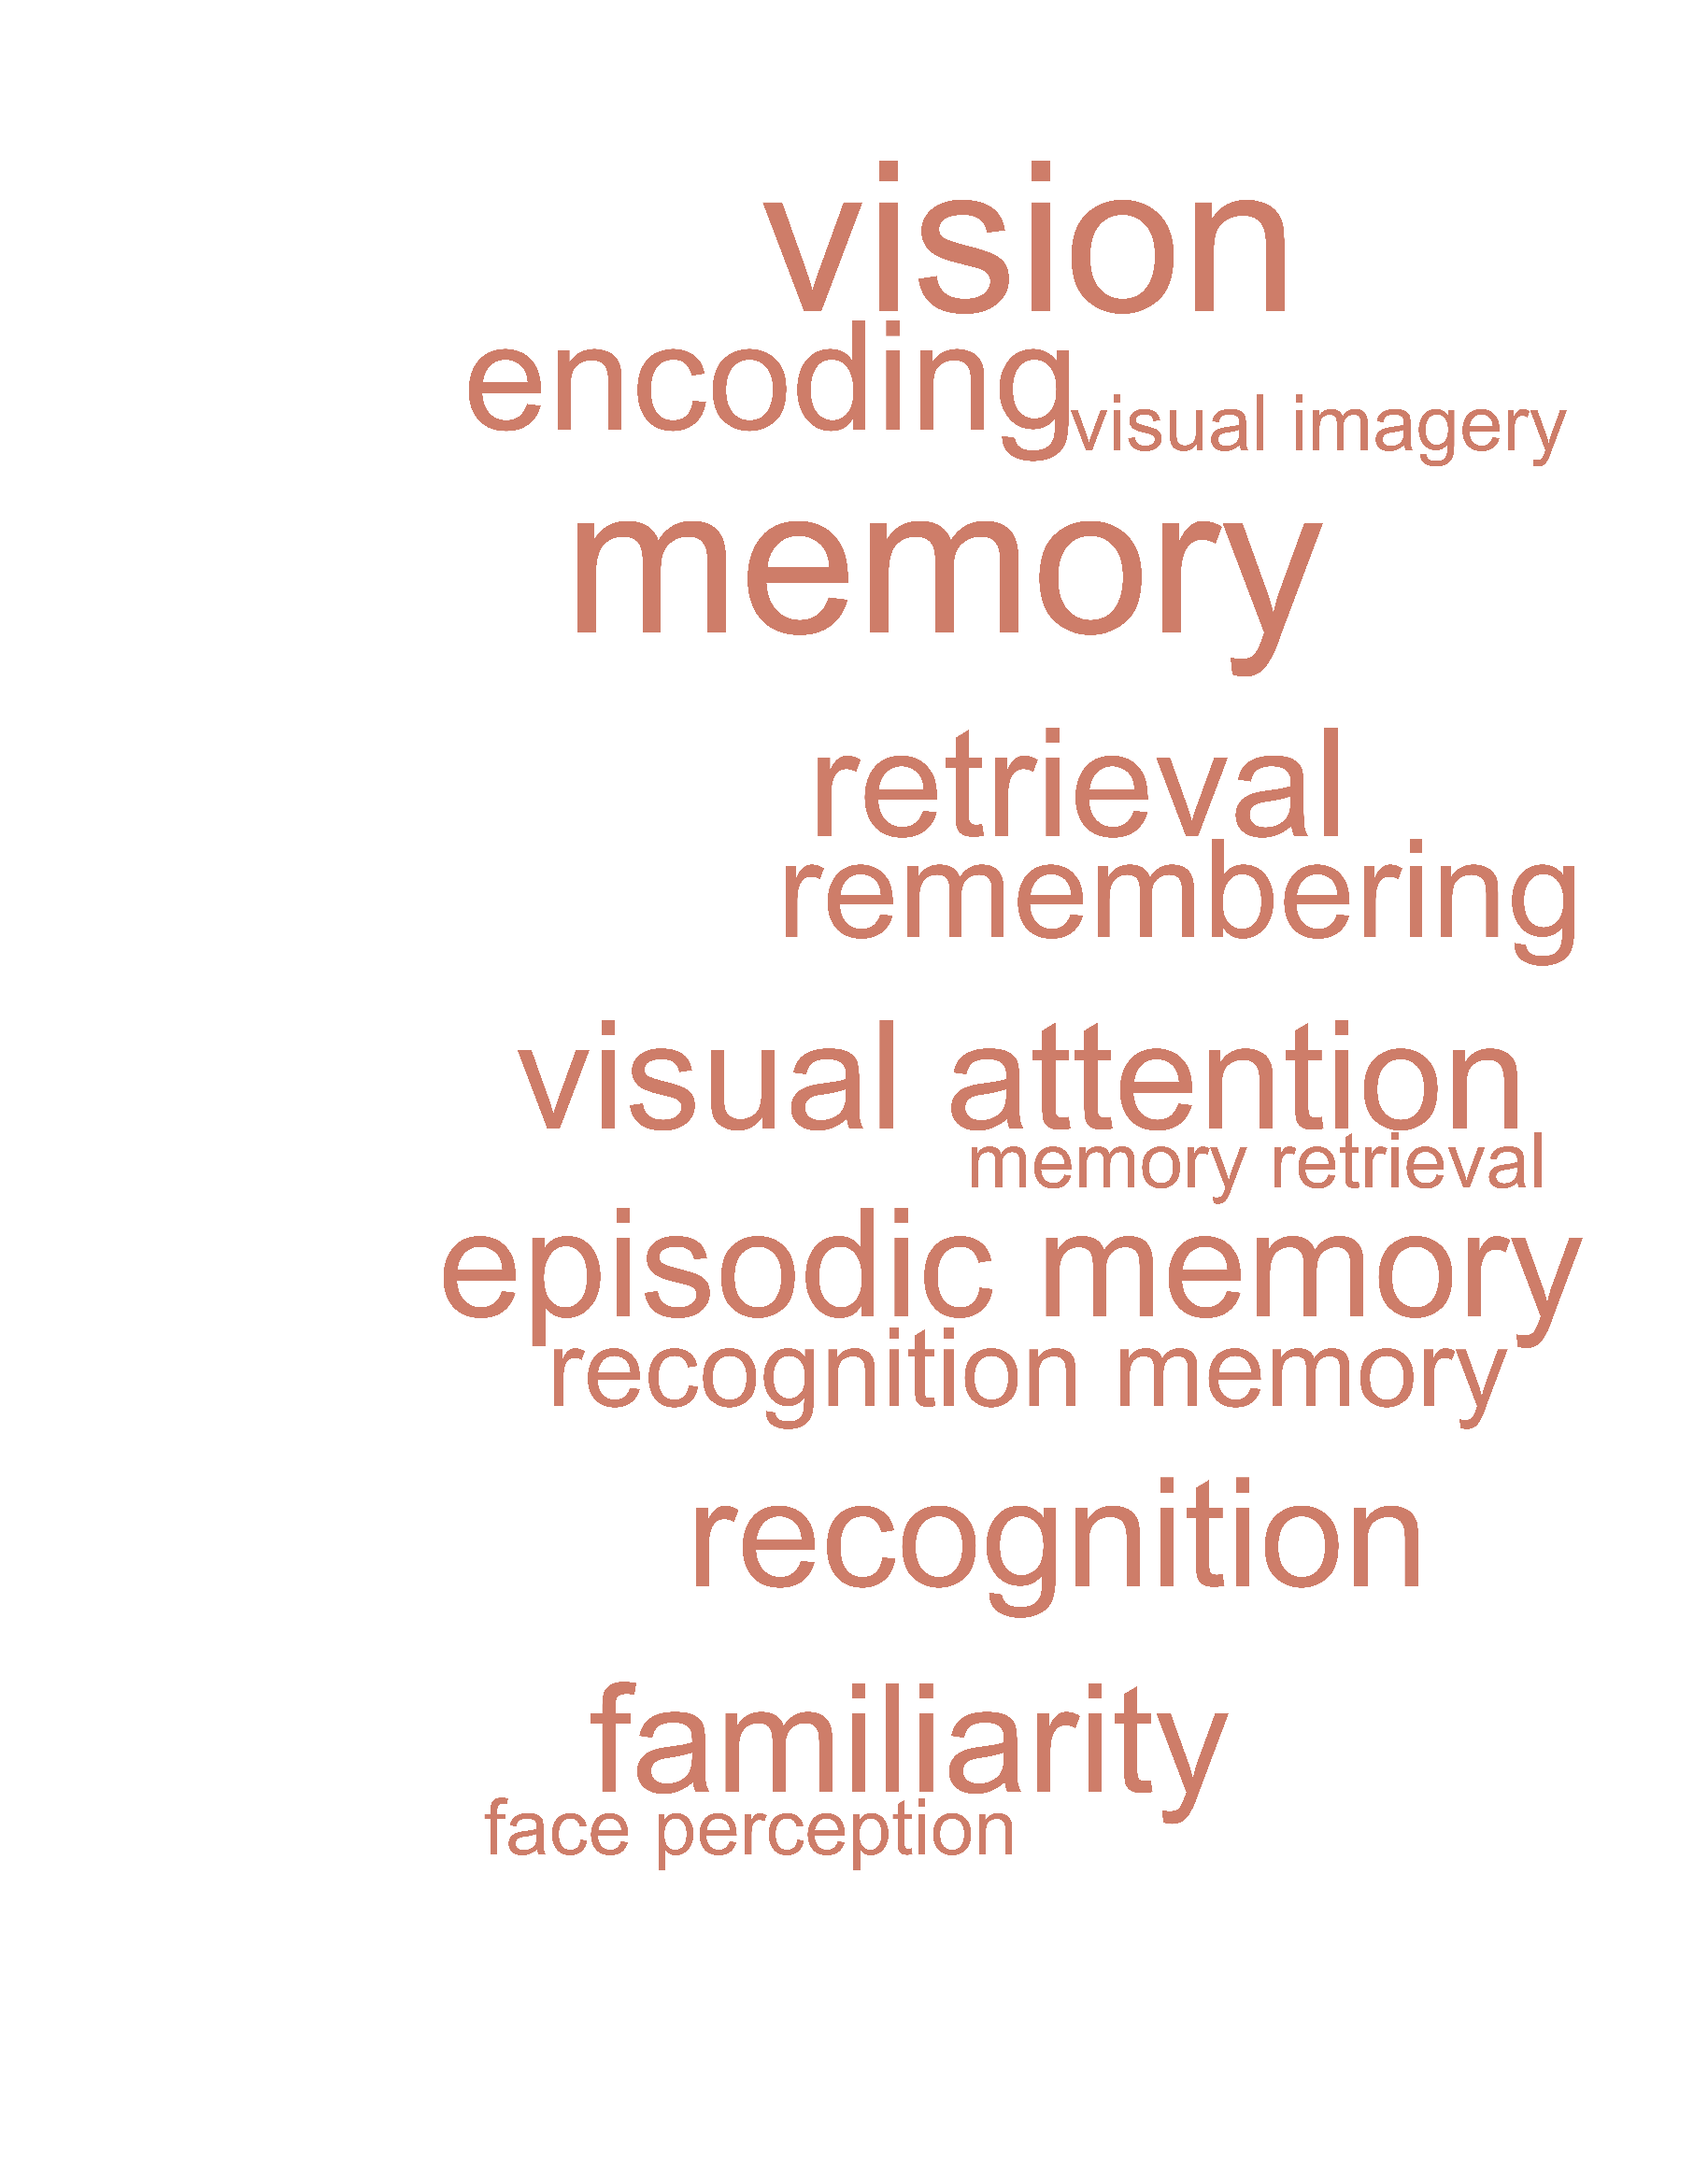 vision
encoding
visual imagery
memory
retrieval
remembering
visual attention
memory retrieval
episodic memory
recognition memory
recognition
familiarity
face perception